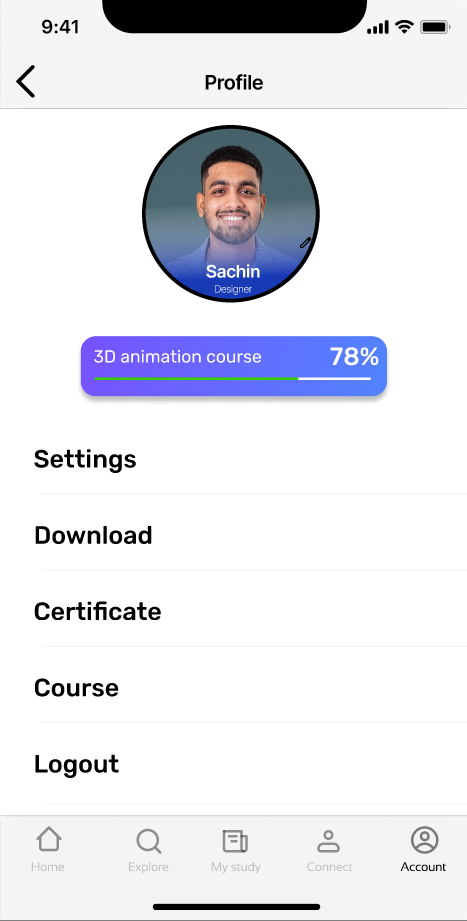 9:41
Profile
Sachin
Designer
3D animation course 78%
Settings
Download
Certificate
Course
Logout
Home Explore My study Connect Account